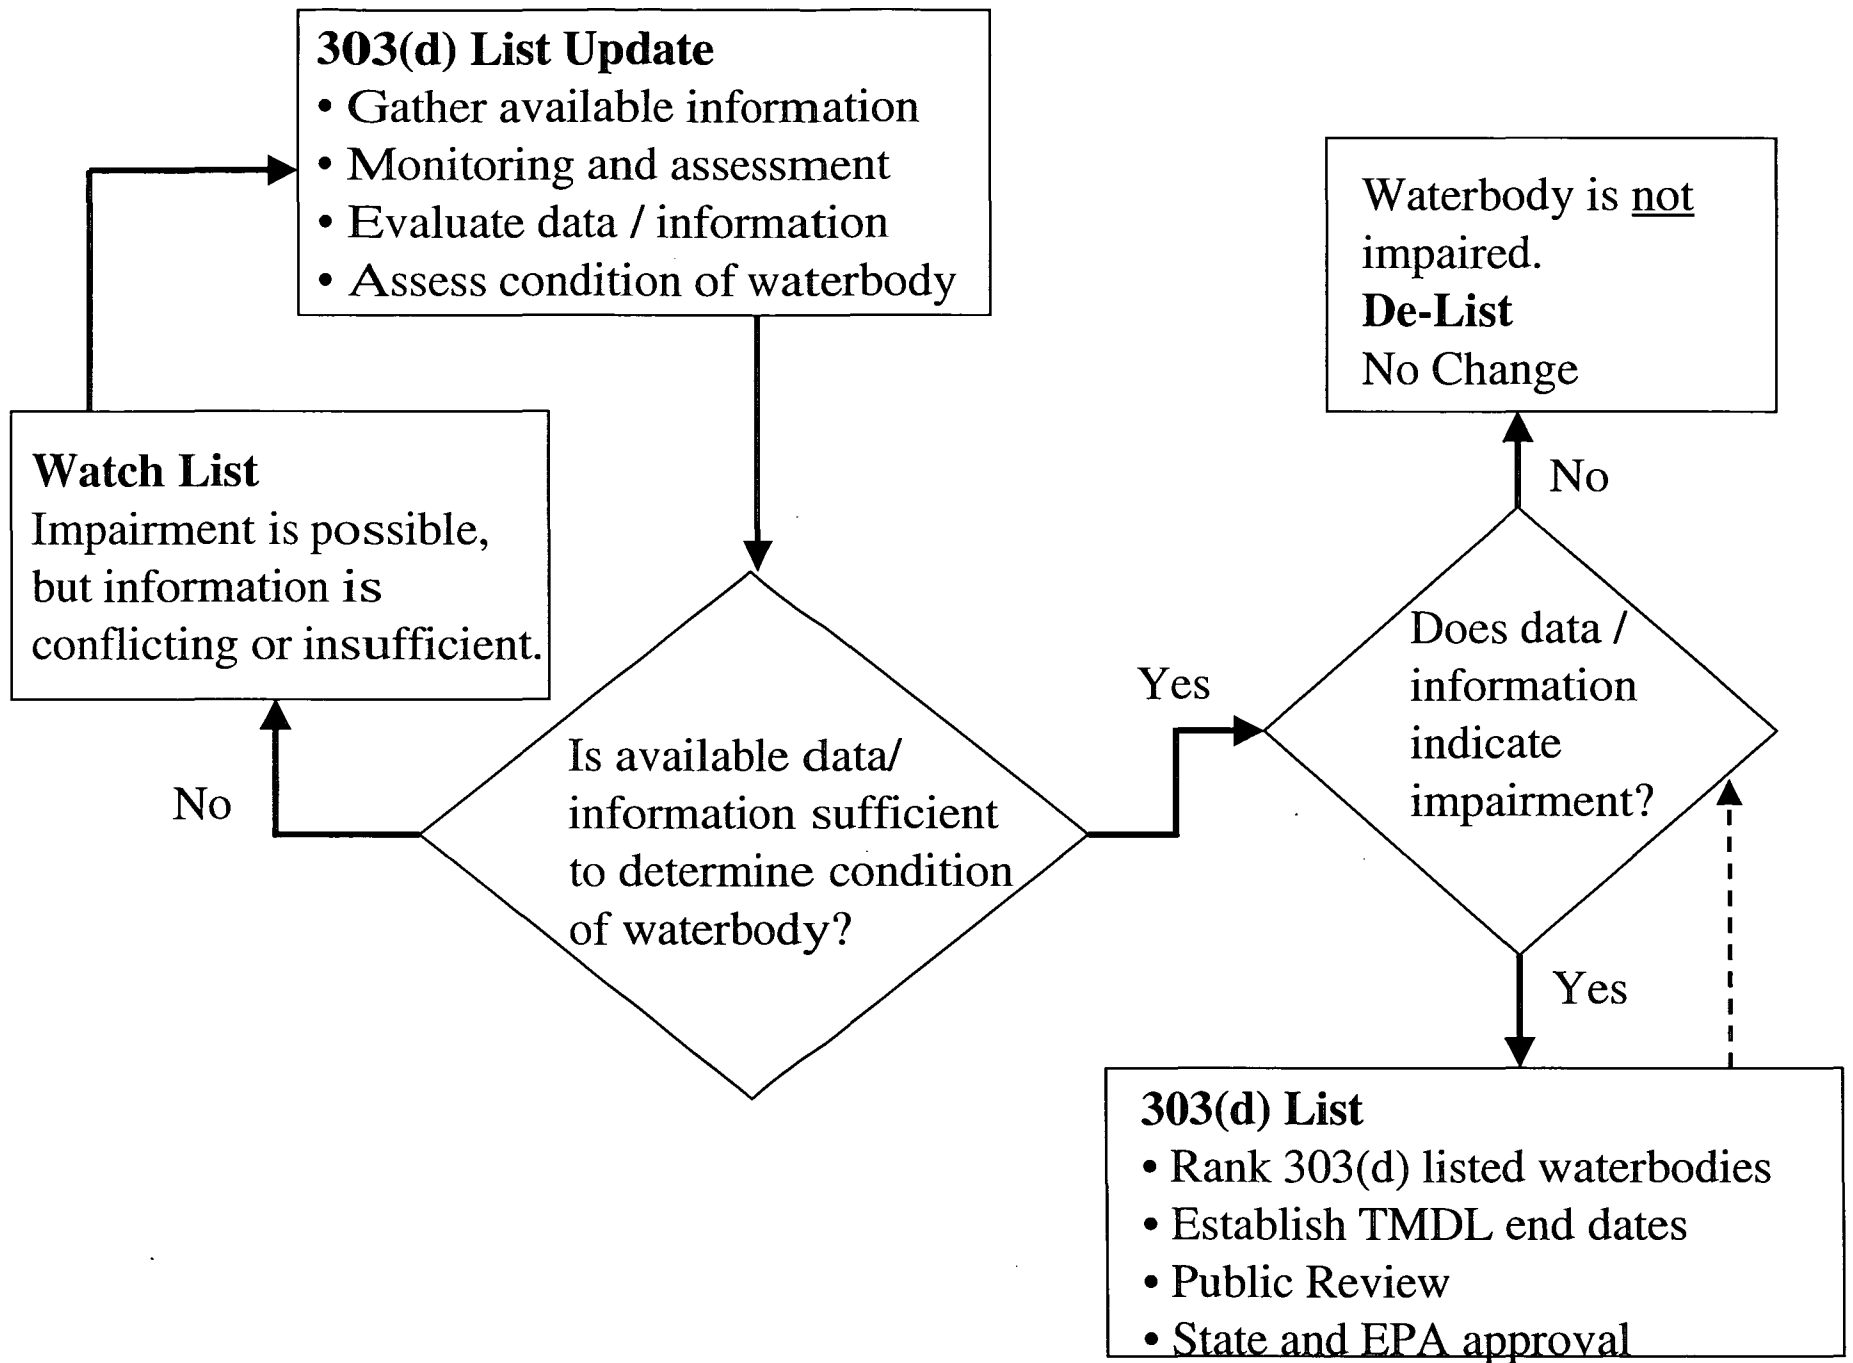 303(d) List Update
• Gather available information
• Monitoring and assessment
• Evaluate data / information
• Assess condition of waterbody
Waterbody is not
impaired.
De-List
No Change
Watch List
Impairment is possible,
but information is
conflicting or insufficient.
No
Does data /
information
indicate
impairment?
Yes
Is available data/
information sufficient
to determine condition
of waterbody?
No
Yes
303(d) List
• Rank 303(d) listed waterbodies
• Establish TMDL end dates
• Public Review
• State and EPA approval